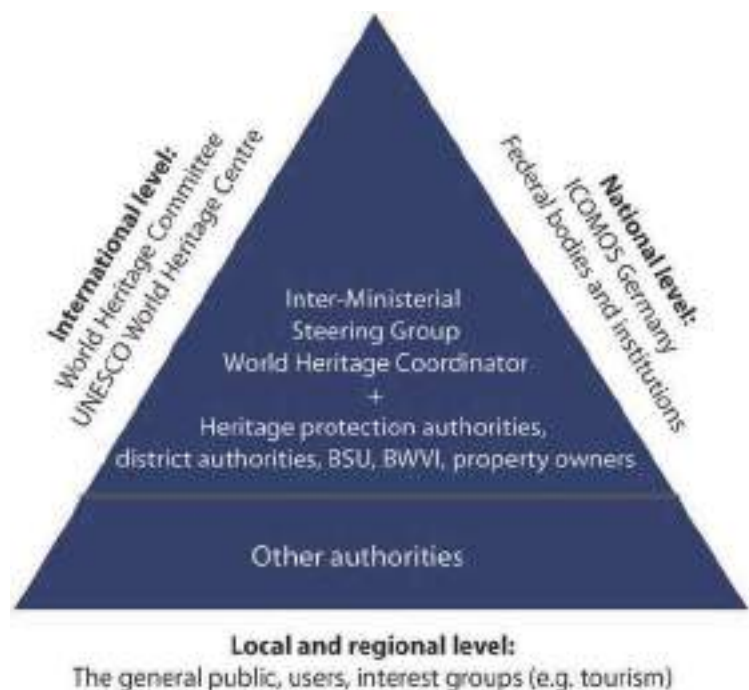 International level:
World Heritage Committee
UNESCO World Heritage Centre
National level:
ICOMOS Germany
Federal bodies and institutions
Inter-Ministerial
Steering Group
World Heritage Coordinator
+
Heritage protection authorities,
district authorities, BSU, BWVI, property owners
Other authorities
Local and regional level:
The general public, users, interest groups (e.g. tourism)